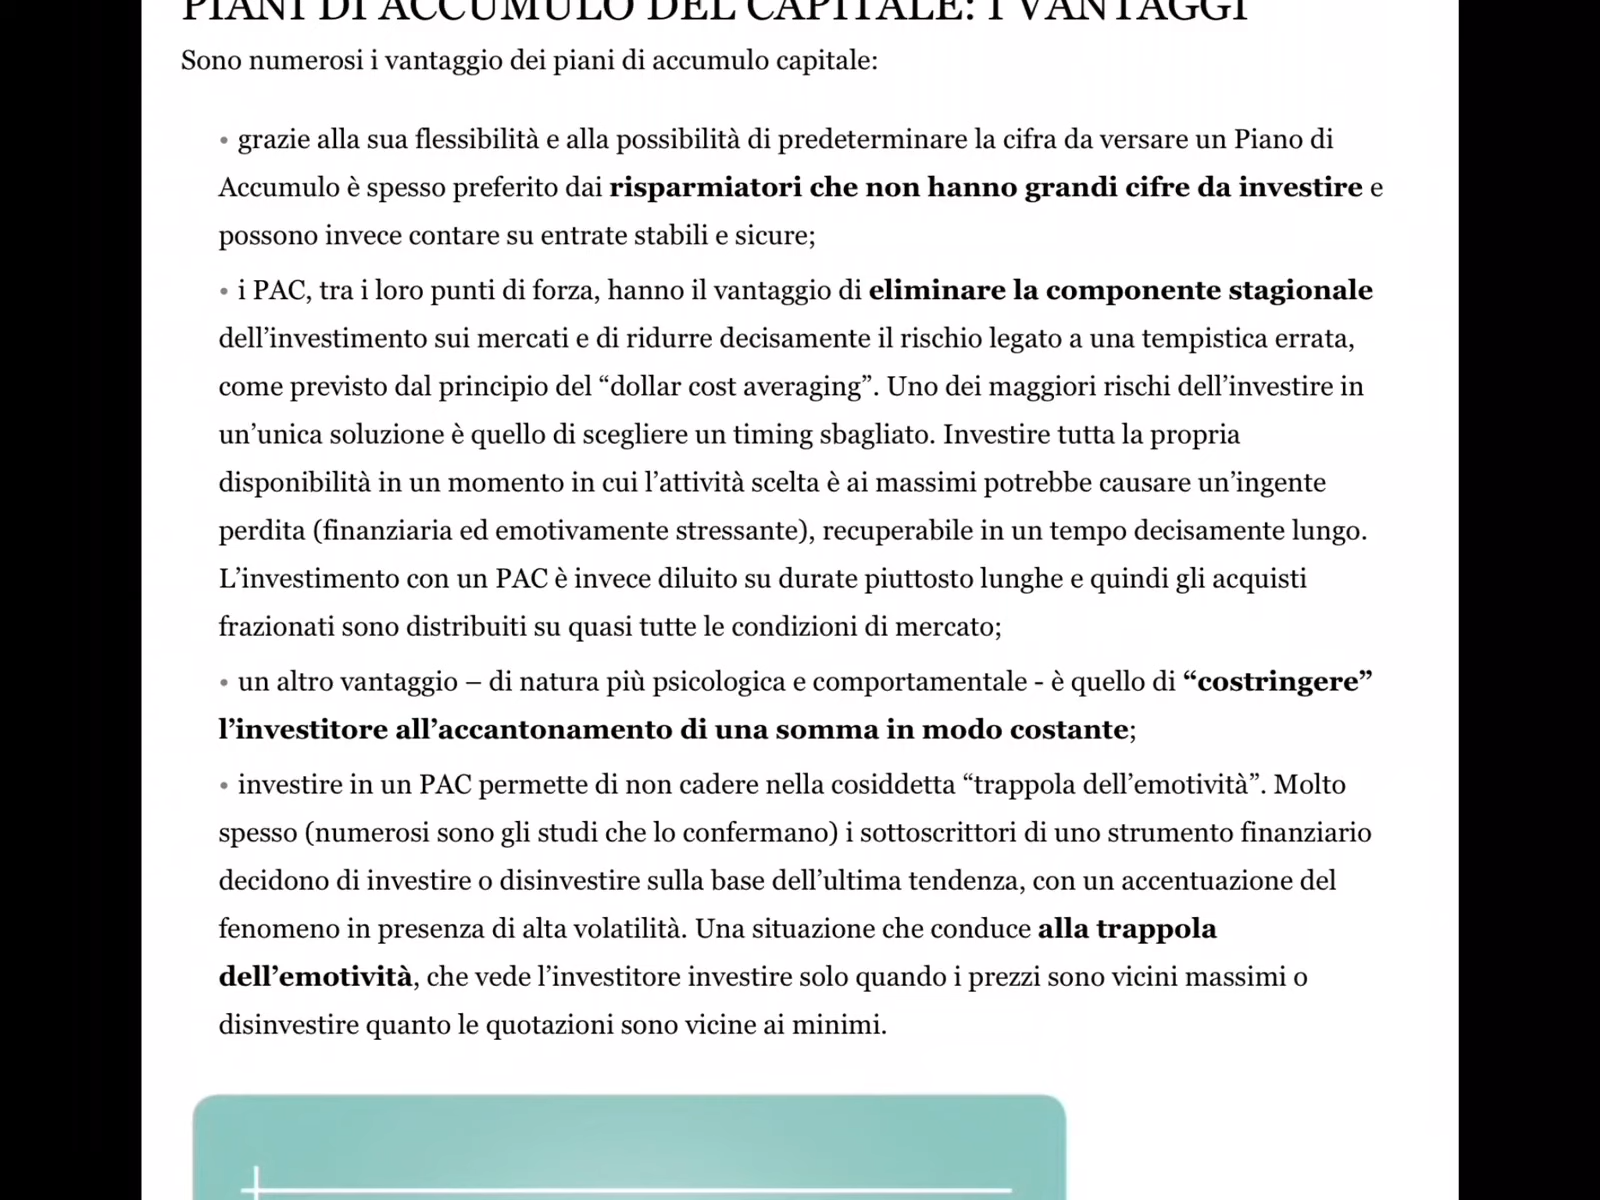 PIANI DI ACCUMULO DEL CAPITALE: I VANTAGGI
Sono numerosi i vantaggio dei piani di accumulo capitale:
• grazie alla sua flessibilità e alla possibilità di predeterminare la cifra da versare un Piano di
Accumulo è spesso preferito dai risparmiatori che non hanno grandi cifre da investire e
possono invece contare su entrate stabili e sicure;
• i PAC, tra i loro punti di forza, hanno il vantaggio di eliminare la componente stagionale
dell’investimento sui mercati e di ridurre decisamente il rischio legato a una tempistica errata,
come previsto dal principio del “dollar cost averaging”. Uno dei maggiori rischi dell’investire in
un’unica soluzione è quello di scegliere un timing sbagliato. Investire tutta la propria
disponibilità in un momento in cui l’attività scelta è ai massimi potrebbe causare un’ingente
perdita (finanziaria ed emotivamente stressante), recuperabile in un tempo decisamente lungo.
L’investimento con un PAC è invece diluito su durate piuttosto lunghe e quindi gli acquisti
frazionati sono distribuiti su quasi tutte le condizioni di mercato;
• un altro vantaggio – di natura più psicologica e comportamentale - è quello di “costringere”
l’investitore all’accantonamento di una somma in modo costante;
• investire in un PAC permette di non cadere nella cosiddetta “trappola dell’emotività”. Molto
spesso (numerosi sono gli studi che lo confermano) i sottoscrittori di uno strumento finanziario
decidono di investire o disinvestire sulla base dell’ultima tendenza, con un accentuazione del
fenomeno in presenza di alta volatilità. Una situazione che conduce alla trappola
dell’emotività, che vede l’investitore investire solo quando i prezzi sono vicini massimi o
disinvestire quanto le quotazioni sono vicine ai minimi.